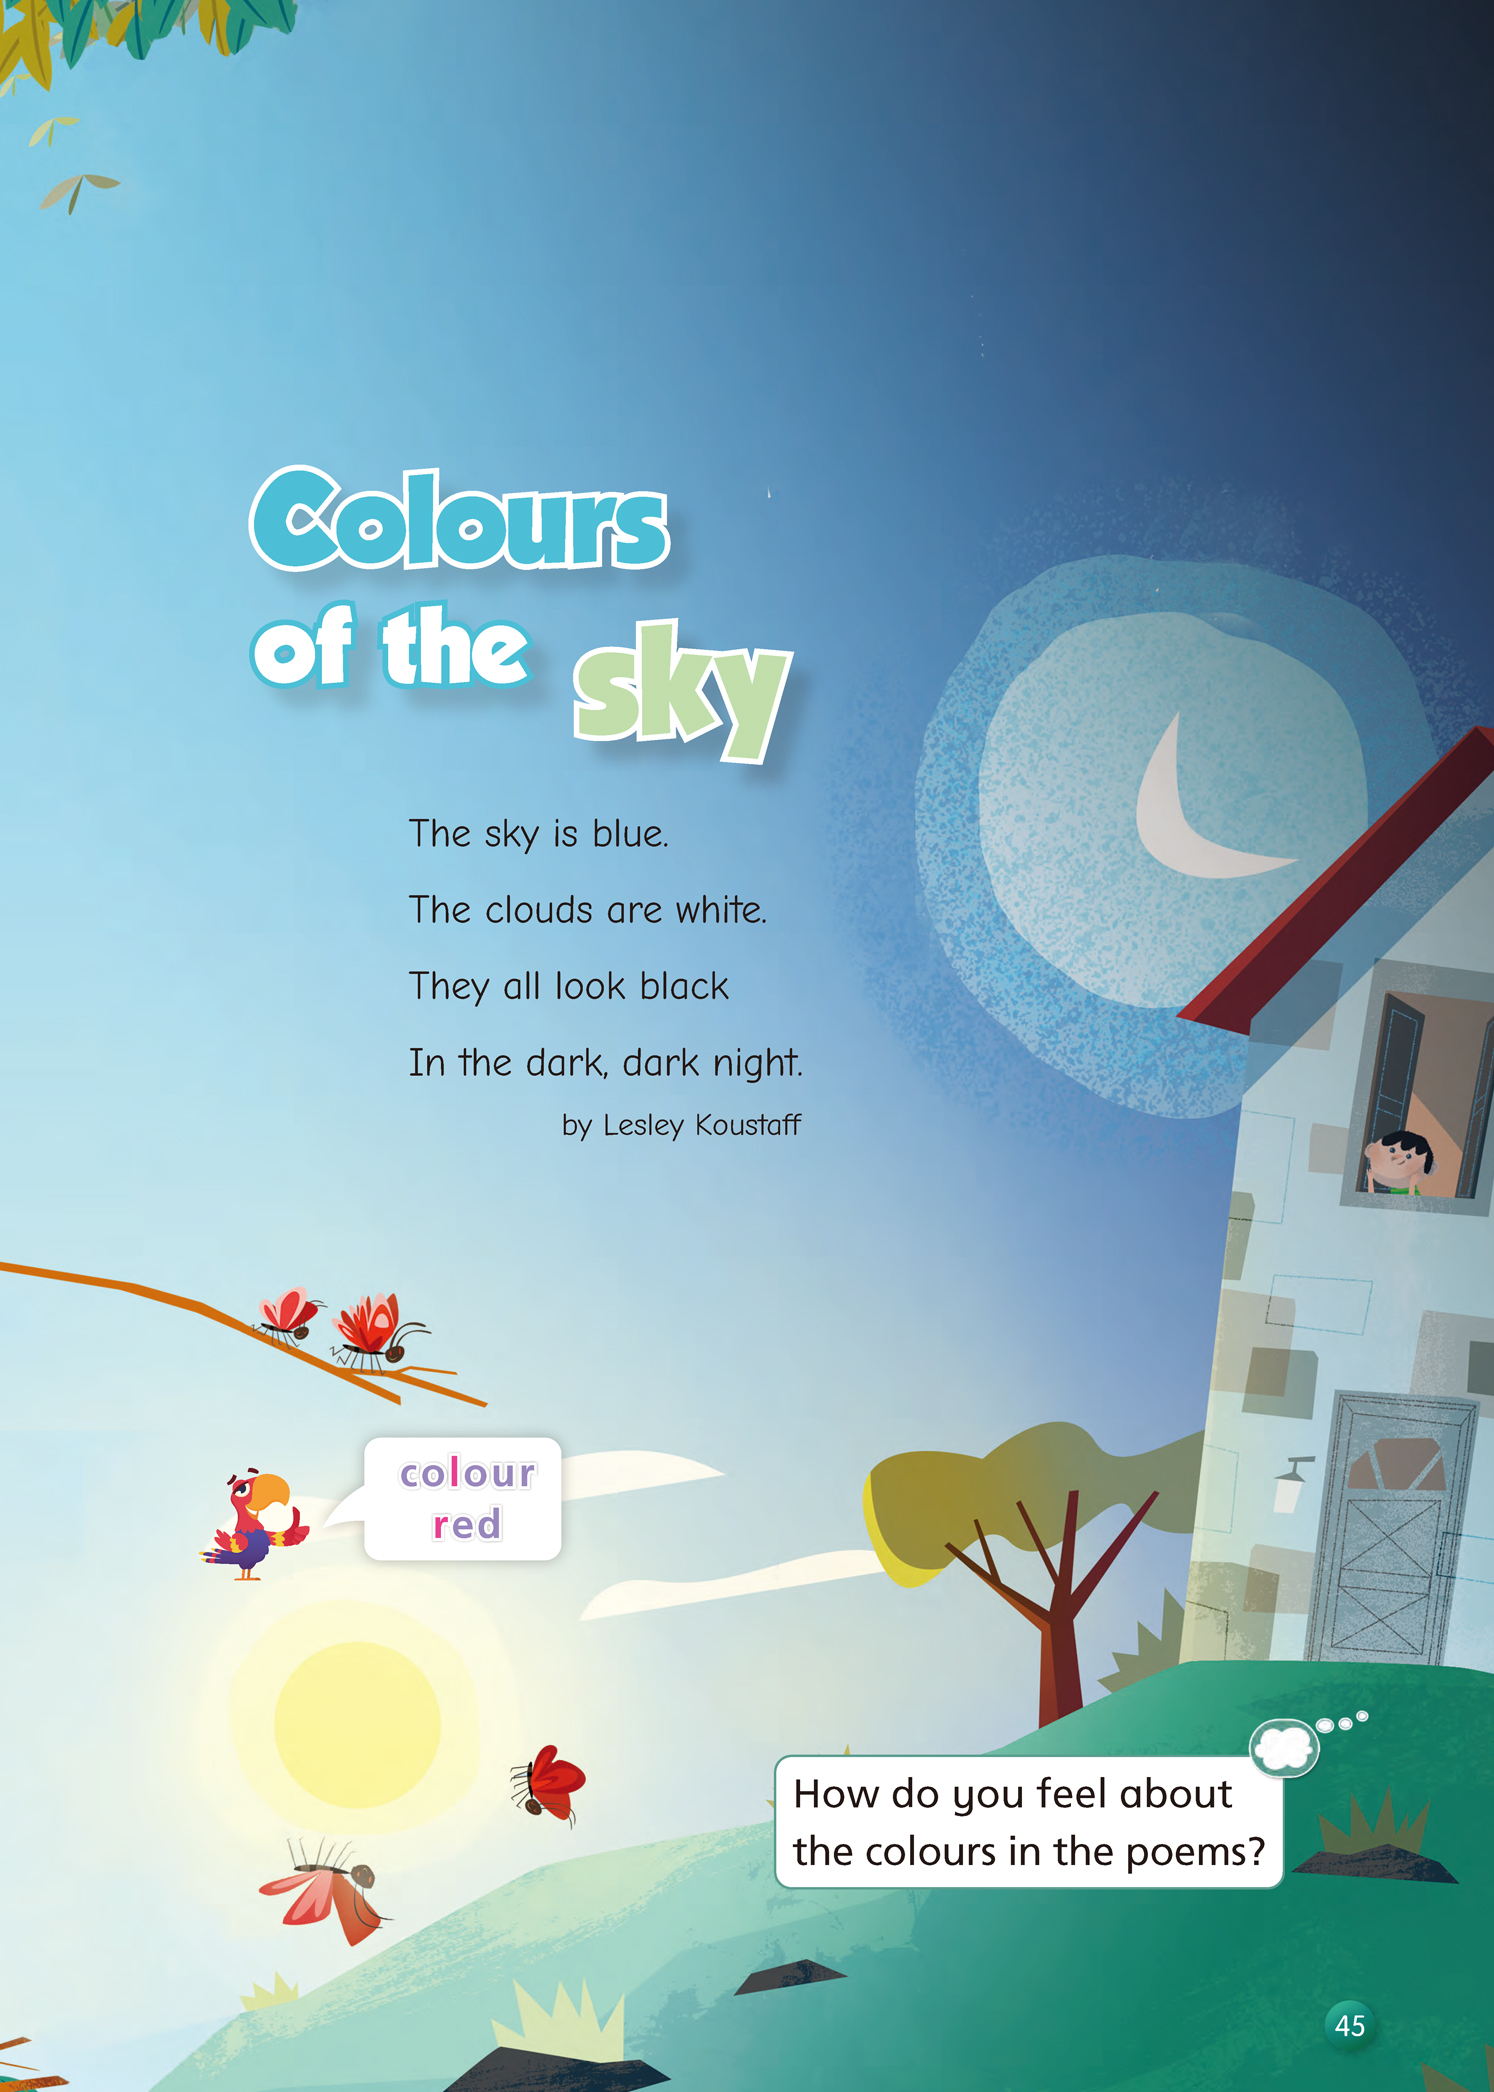 Colours
of the sky
The sky is blue.
The clouds are white.
They all look black
In the dark, dark night.
by Lesley Koustaff
colour
red
How do you feel about
the colours in the poems?
45